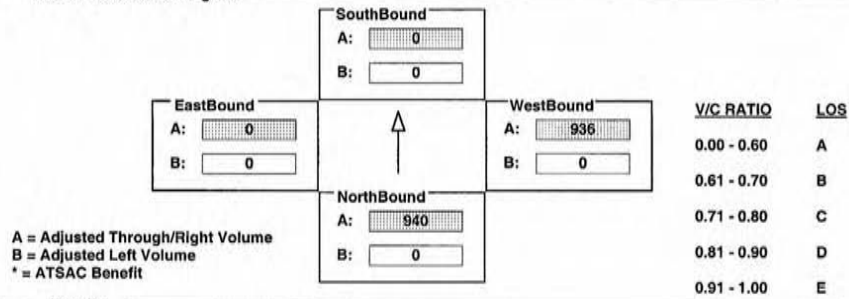 SouthBound
A: 0
B: 0
EastBound
A: 0
B: 0
WestBound
A: 936
B: 0
NorthBound
A: 940
B: 0
A = Adjusted Through/Right Volume
B = Adjusted Left Volume
* = ATSAC Benefit
V/C RATIO LOS
0.00 - 0.60 A
0.61 - 0.70 B
0.71 - 0.80 C
0.81 - 0.90 D
0.91 - 1.00 E